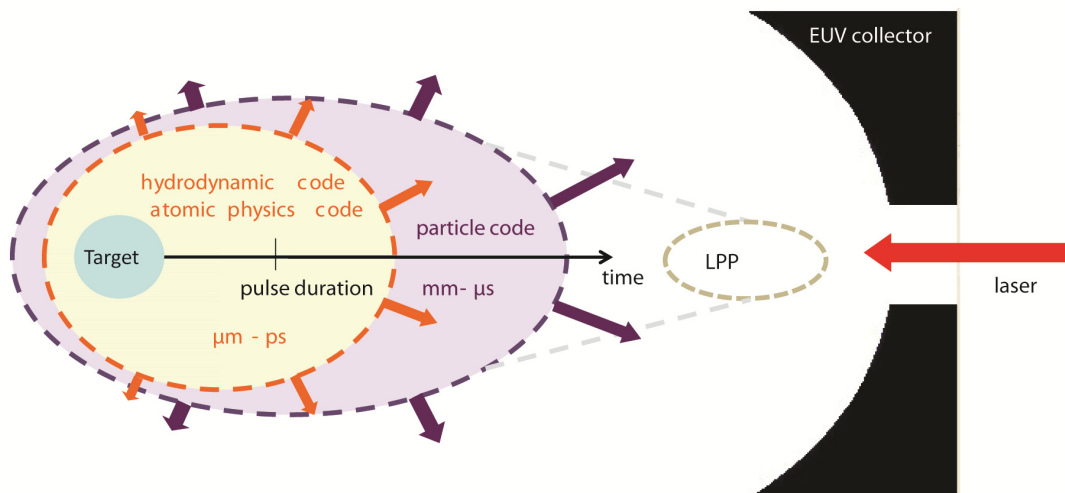 EUV collector
hydrodynamic code
atomic physics code
particle code
Target
LPP
time
pulse duration
mm- μs
laser
μm - ps